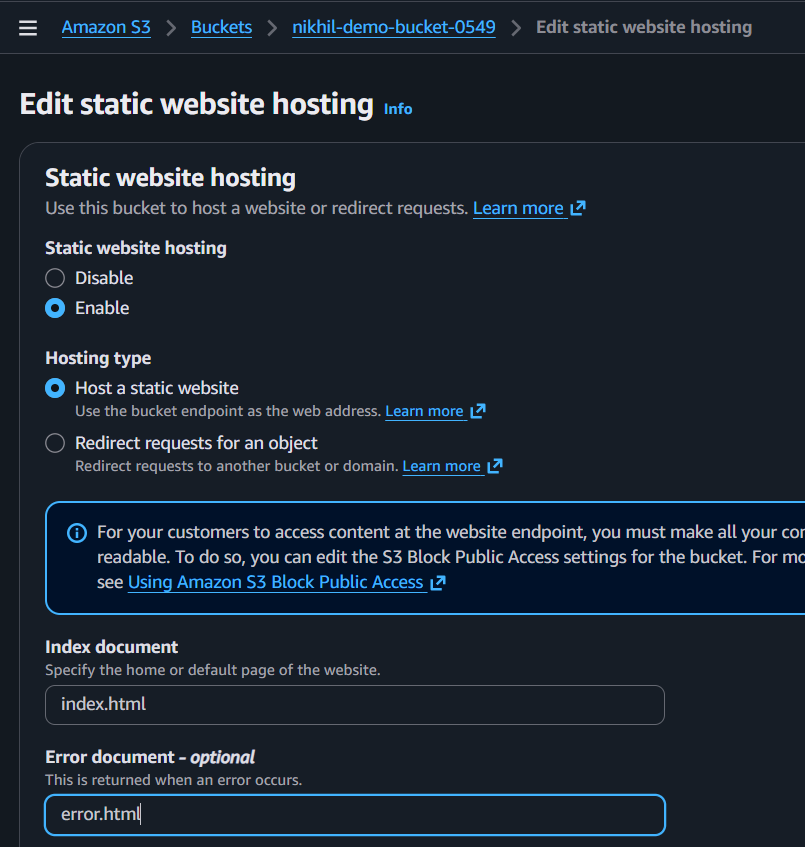 Amazon S3 > Buckets > nikhil-demo-bucket-0549 > Edit static website hosting
Edit static website hosting Info
Static website hosting
Use this bucket to host a website or redirect requests. Learn more
Static website hosting
Disable
Enable
Hosting type
Host a static website
Use the bucket endpoint as the web address. Learn more
Redirect requests for an object
Redirect requests to another bucket or domain. Learn more
For your customers to access content at the website endpoint, you must make all your
readable. To do so, you can edit the S3 Block Public Access settings for the bucket. For
see Using Amazon S3 Block Public Access
Index document
Specify the home or default page of the website.
index.html
Error document - optional
This is returned when an error occurs.
error.html